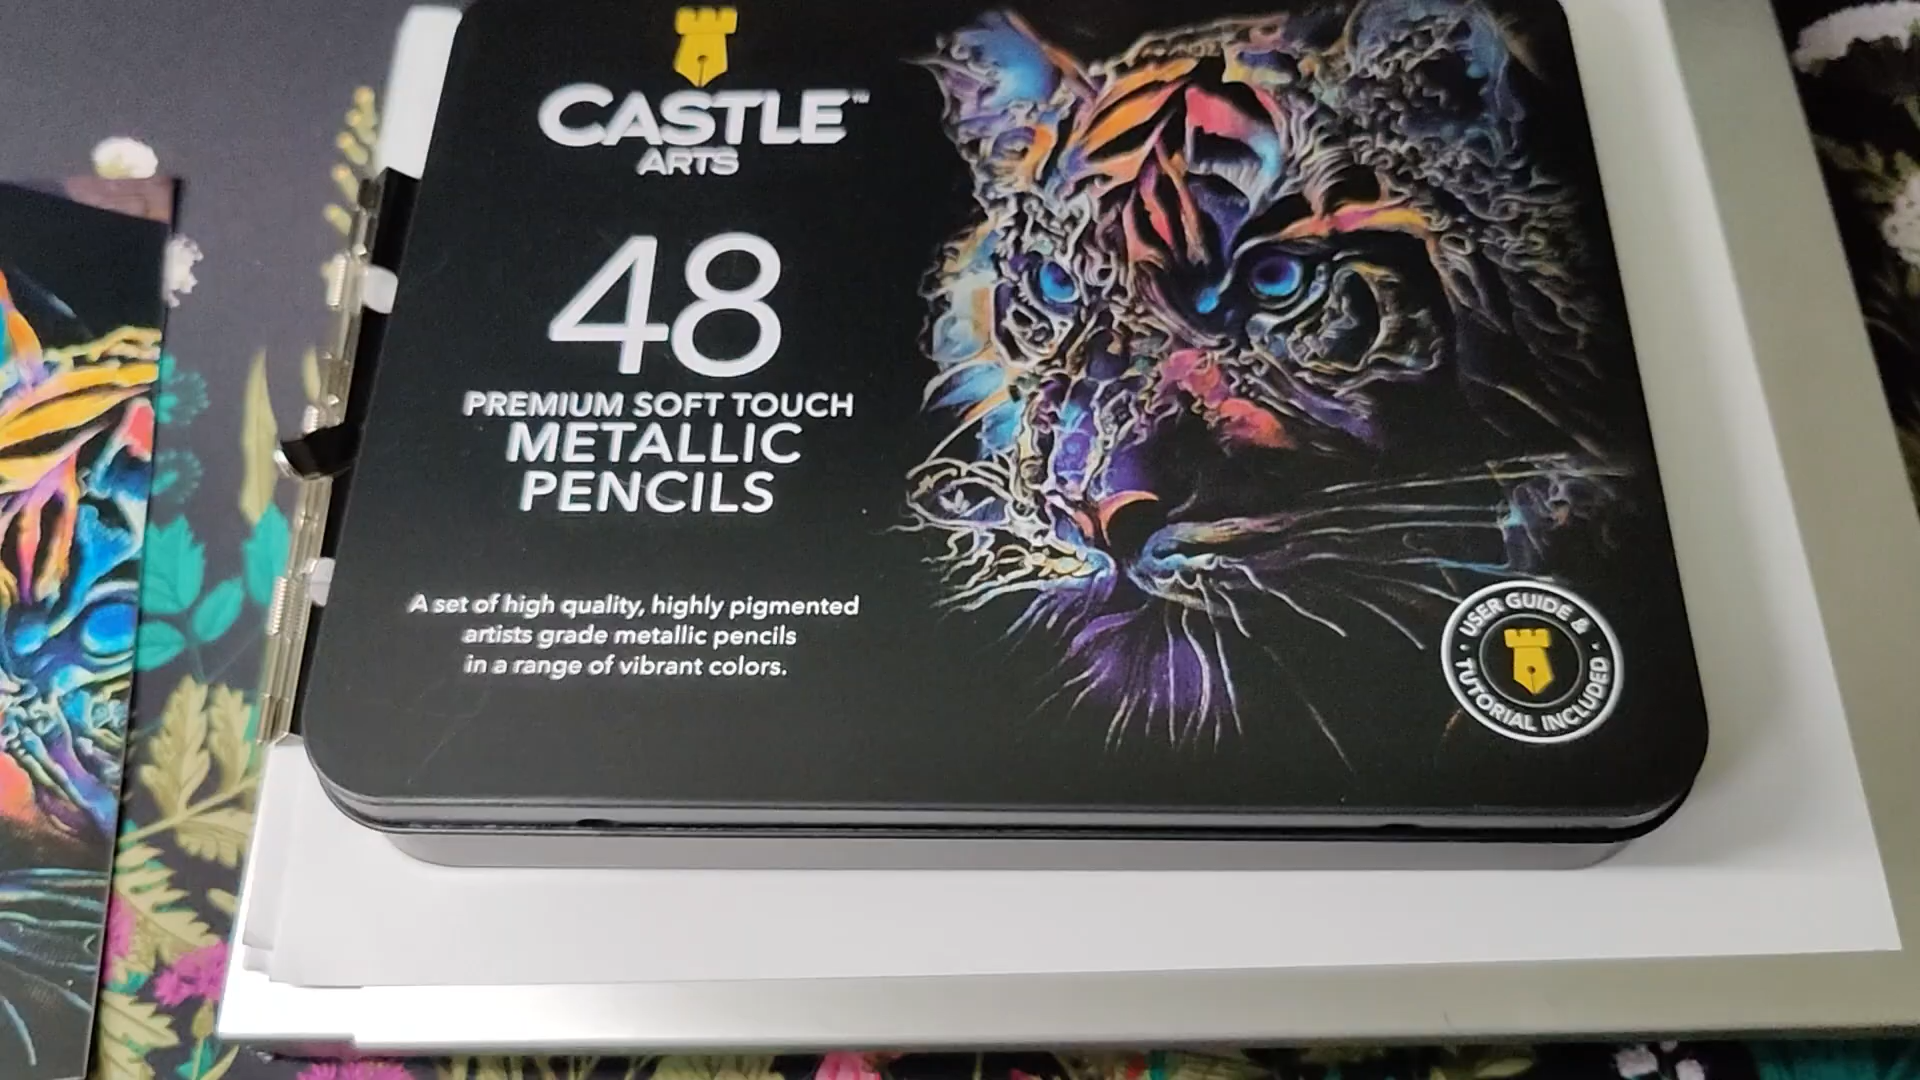 CASTLE™
ARTS
48
PREMIUM SOFT TOUCH
METALLIC
PENCILS
A set of high quality, highly pigmented
artists grade metallic pencils
in a range of vibrant colors.
USER GUIDE &
TUTORIAL INCLUDED